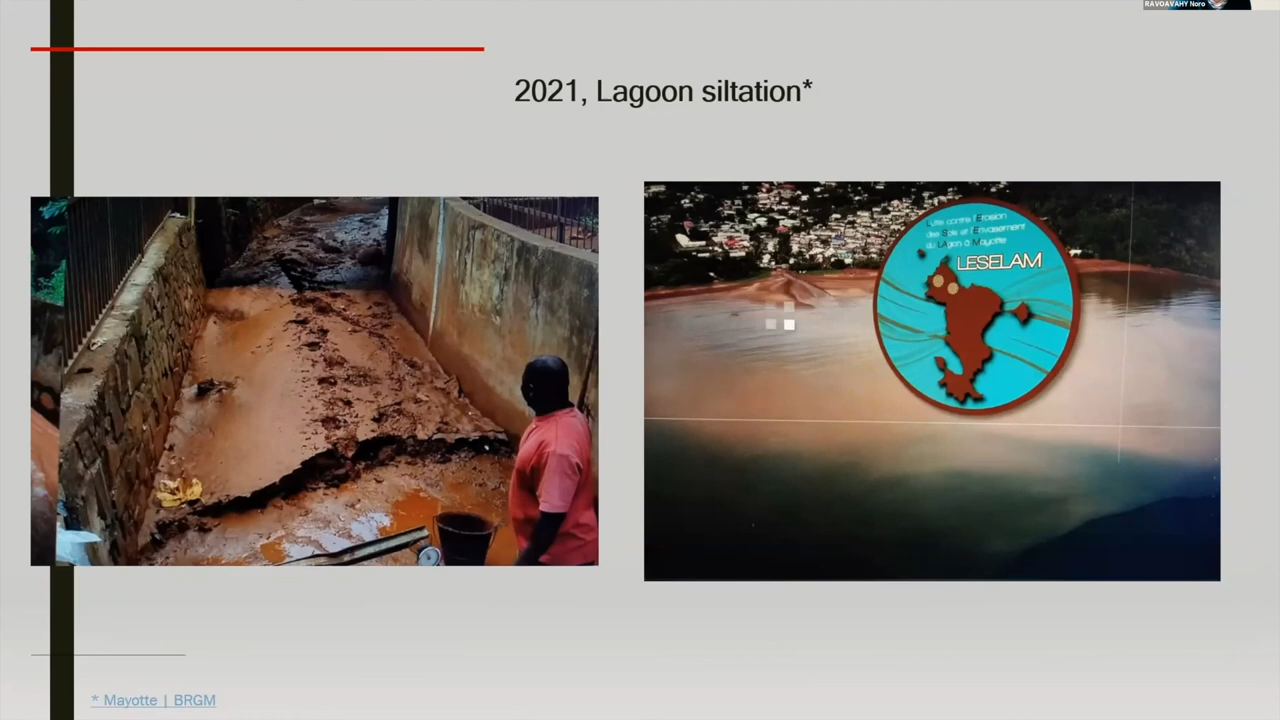 RAVOAVAHY Noro
2021, Lagoon siltation*
Lutte contre l'Erosion
des Sols et l'Envasement
du LAgon à Mayotte
LESELAM
* Mayotte | BRGM